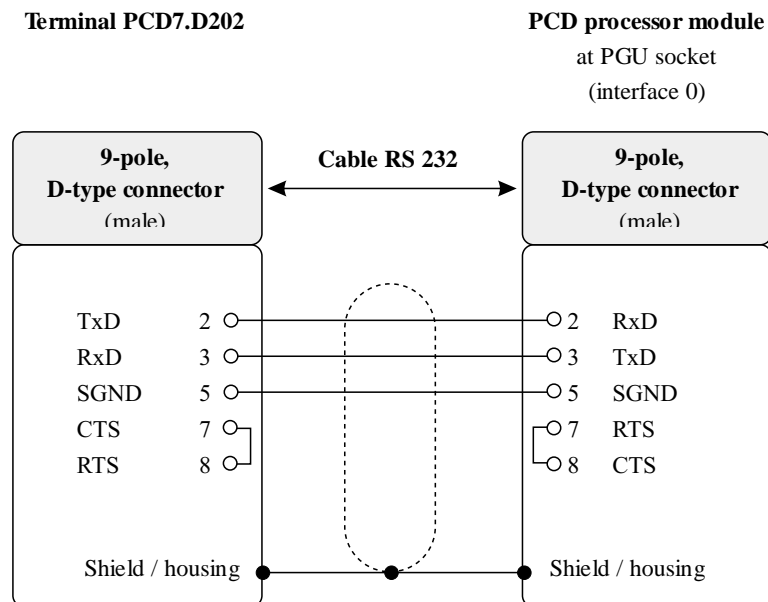 Terminal PCD7.D202
PCD processor module
at PGU socket
(interface 0)
9-pole,
D-type connector
(male)
Cable RS 232
9-pole,
D-type connector
(male)
TxD 2
2 RxD
RxD 3
3 TxD
SGND 5
5 SGND
CTS 7
7 RTS
RTS 8
8 CTS
Shield / housing
Shield / housing